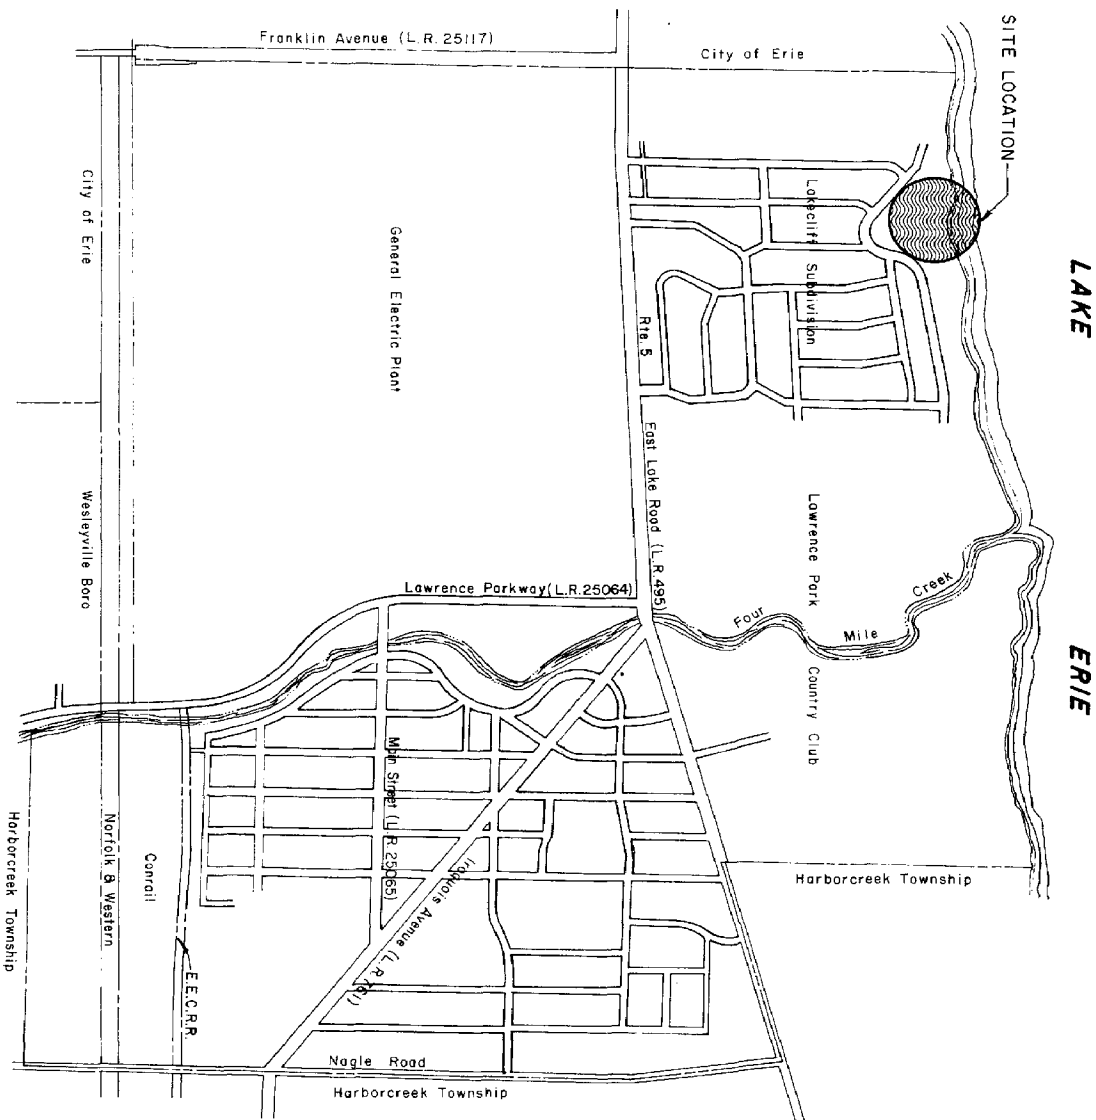 Franklin Avenue (L.R. 25117)
City of Erie
SITE LOCATION
LAKE
ERIE
City of Erie
General Electric Plant
Lakecliff Subdivision
Rte. 5
East Lake Road (L.R. 495)
Wesleyville Boro
Lawrence Park Country Club
Lawrence Parkway (L.R. 25064)
Four Mile Creek
Main Street (L.R. 25065)
Iroquois Avenue (L.R. 761)
Harborcreek Township
Harborcreek Township
Norfolk & Western
Conrail
E.E.C.R.R.
Nagle Road
Harborcreek Township